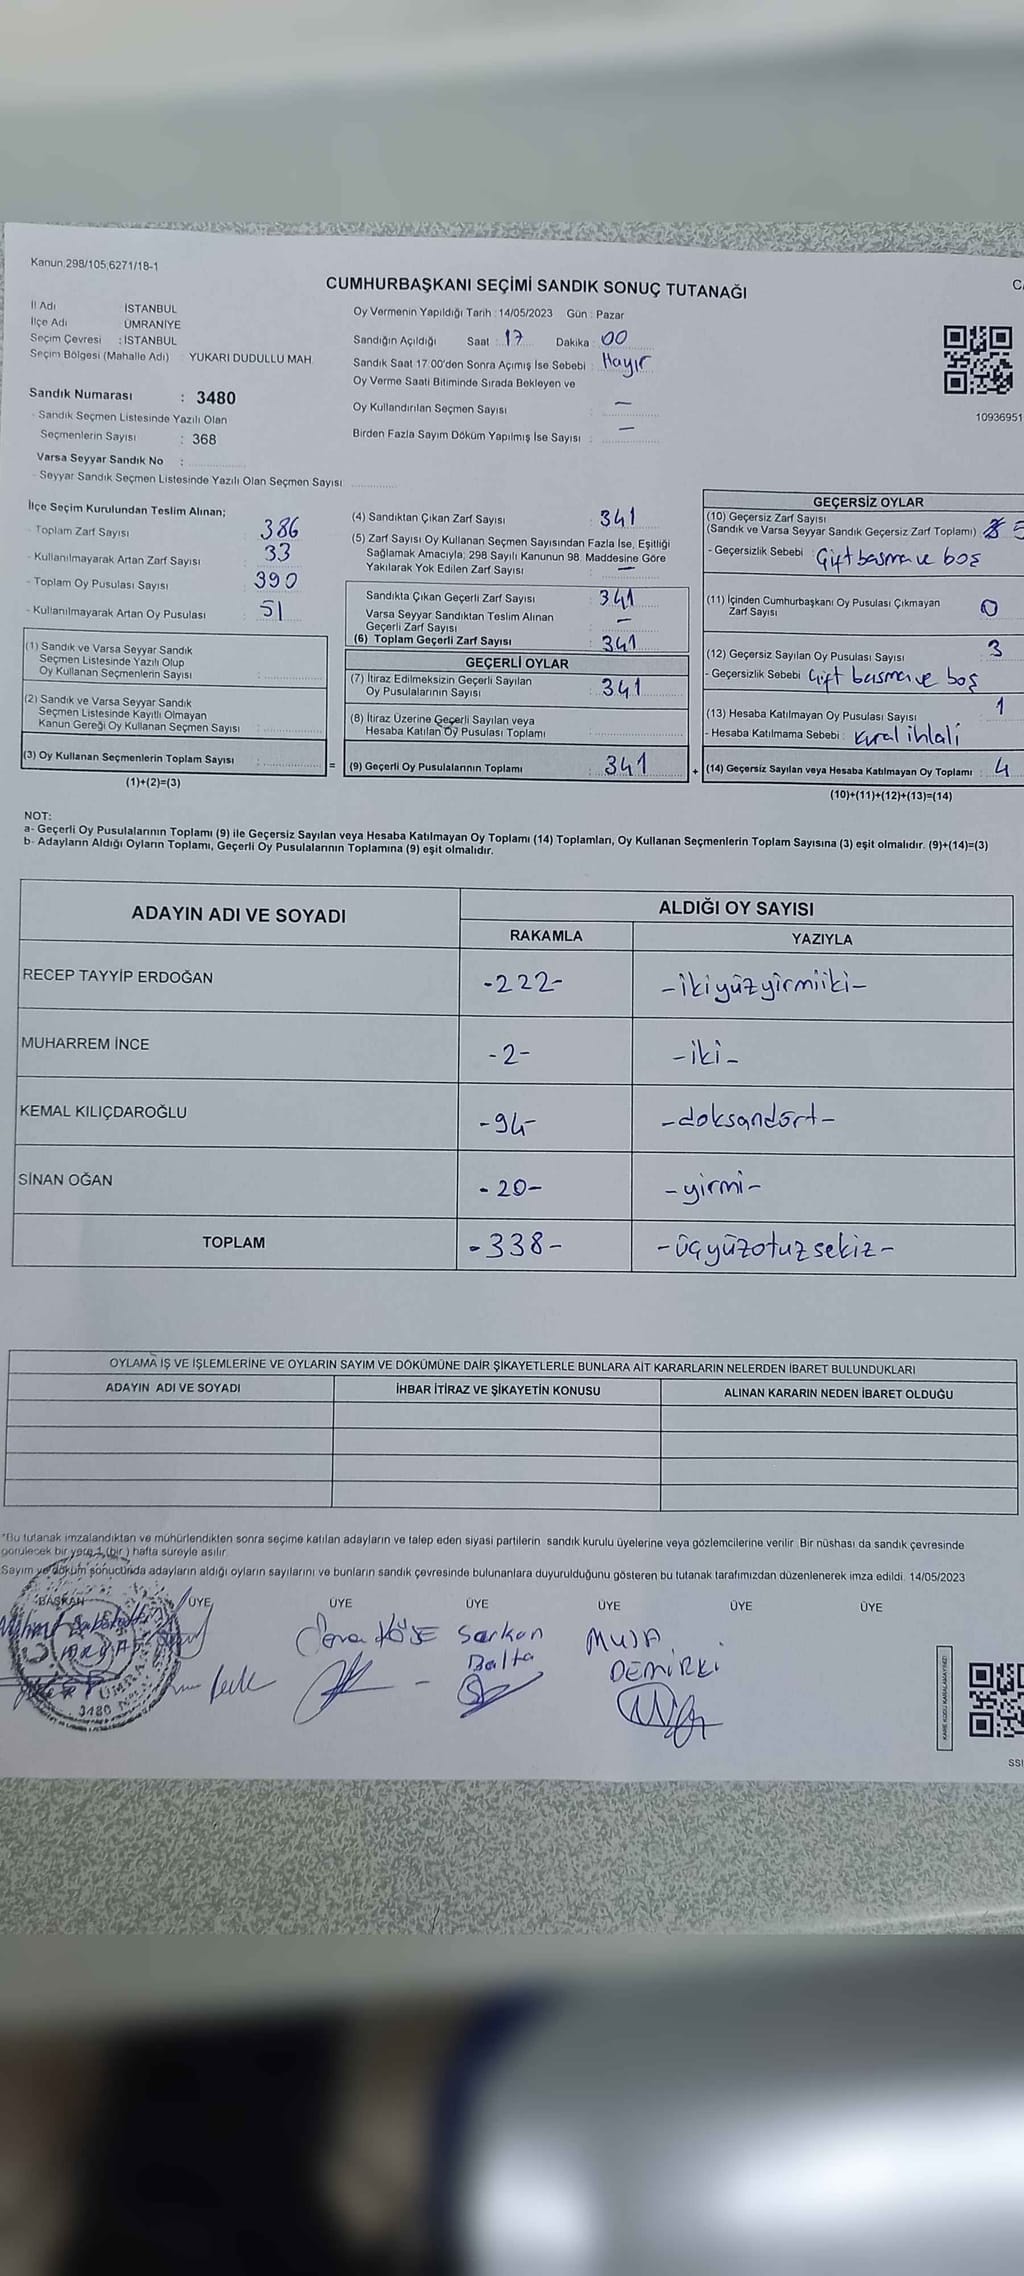 Kanun,298/105,6271/18-1
CUMHURBAŞKANI SEÇİMİ SANDIK SONUÇ TUTANAĞI
İl Adı İSTANBUL
İlçe Adı ÜMRANİYE
Seçim Çevresi : İSTANBUL
Seçim Bölgesi (Mahalle Adı) : YUKARI DUDULLU MAH.
Sandık Numarası : 3480
- Sandık Seçmen Listesinde Yazılı Olan
Seçmenlerin Sayısı : 368
Varsa Seyyar Sandık No :
- Seyyar Sandık Seçmen Listesinde Yazılı Olan Seçmen Sayısı
Oy Vermenin Yapıldığı Tarih : 14/05/2023 Gün : Pazar
Sandığın Açıldığı Saat : 17 Dakika : 00
Sandık Saat 17:00'den Sonra Açımış İse Sebebi : Hayır
Oy Verme Saati Bitiminde Sırada Bekleyen ve
Oy Kullandırılan Seçmen Sayısı : —
Birden Fazla Sayım Döküm Yapılmış İse Sayısı : —
10936951
İlçe Seçim Kurulundan Teslim Alınan;
- Toplam Zarf Sayısı : 386
- Kullanılmayarak Artan Zarf Sayısı : 33
- Toplam Oy Pusulası Sayısı : 390
- Kullanılmayarak Artan Oy Pusulası : 51
(1) Sandık ve Varsa Seyyar Sandık
Seçmen Listesinde Yazılı Olup
Oy Kullanan Seçmenlerin Sayısı :
(2) Sandık ve Varsa Seyyar Sandık
Seçmen Listesinde Kayıtlı Olmayan
Kanun Gereği Oy Kullanan Seçmen Sayısı :
(3) Oy Kullanan Seçmenlerin Toplam Sayısı :
(1)+(2)=(3)
=
(4) Sandıktan Çıkan Zarf Sayısı : 341
(5) Zarf Sayısı Oy Kullanan Seçmen Sayısından Fazla İse, Eşitliği
Sağlamak Amacıyla; 298 Sayılı Kanunun 98. Maddesine Göre
Yakılarak Yok Edilen Zarf Sayısı : —
Sandıkta Çıkan Geçerli Zarf Sayısı : 341
Varsa Seyyar Sandıktan Teslim Alınan
Geçerli Zarf Sayısı : —
(6) Toplam Geçerli Zarf Sayısı : 341
GEÇERLİ OYLAR
(7) İtiraz Edilmeksizin Geçerli Sayılan
Oy Pusulalarının Sayısı : 341
(8) İtiraz Üzerine Geçerli Sayılan veya
Hesaba Katılan Oy Pusulası Toplamı :
(9) Geçerli Oy Pusulalarının Toplamı : 341
+
GEÇERSİZ OYLAR
(10) Geçersiz Zarf Sayısı
(Sandık ve Varsa Seyyar Sandık Geçersiz Zarf Toplamı) : 5
- Geçersizlik Sebebi : Çift basma ve boş
(11) İçinden Cumhurbaşkanı Oy Pusulası Çıkmayan
Zarf Sayısı 0
(12) Geçersiz Sayılan Oy Pusulası Sayısı 3
- Geçersizlik Sebebi : Çift basma ve boş
(13) Hesaba Katılmayan Oy Pusulası Sayısı 1
- Hesaba Katılmama Sebebi : Kural ihlali
(14) Geçersiz Sayılan veya Hesaba Katılmayan Oy Toplamı : 4
(10)+(11)+(12)+(13)=(14)
NOT:
a- Geçerli Oy Pusulalarının Toplamı (9) ile Geçersiz Sayılan veya Hesaba Katılmayan Oy Toplamı (14) Toplamları, Oy Kullanan Seçmenlerin Toplam Sayısına (3) eşit olmalıdır. (9)+(14)=(3)
b- Adayların Aldığı Oyların Toplamı, Geçerli Oy Pusulalarının Toplamına (9) eşit olmalıdır.
ADAYIN ADI VE SOYADI
ALDIĞI OY SAYISI
RAKAMLA YAZIYLA
RECEP TAYYİP ERDOĞAN -222- -ikiyüzyirmiiki-
MUHARREM İNCE -2- -iki-
KEMAL KILIÇDAROĞLU -94- -doksandört-
SİNAN OĞAN -20- -yirmi-
TOPLAM -338- -üçyüzotuzsekiz-
OYLAMA İŞ VE İŞLEMLERİNE VE OYLARIN SAYIM VE DÖKÜMÜNE DAİR ŞİKAYETLERLE BUNLARA AİT KARARLARIN NELERDEN İBARET BULUNDUKLARI
ADAYIN ADI VE SOYADI İHBAR İTİRAZ VE ŞİKAYETİN KONUSU ALINAN KARARIN NEDEN İBARET OLDUĞU
*Bu tutanak imzalandıktan ve mühürlendikten sonra seçime katılan adayların ve talep eden siyasi partilerin sandık kurulu üyelerine veya gözlemcilerine verilir. Bir nüshası da sandık çevresinde
görülecek bir yere 1 (bir) hafta süreyle asılır.
Sayım ve döküm sonucunda adayların aldığı oyların sayılarını ve bunların sandık çevresinde bulunanlara duyurulduğunu gösteren bu tutanak tarafımızdan düzenlenerek imza edildi. 14/05/2023
BAŞKAN ÜYE ÜYE ÜYE ÜYE ÜYE ÜYE
KÖSE Serkan MUSA
Balta DEMİRKİ
ÜMRA
3480
KARE KODU KARALAMAYINIZ!
SSI